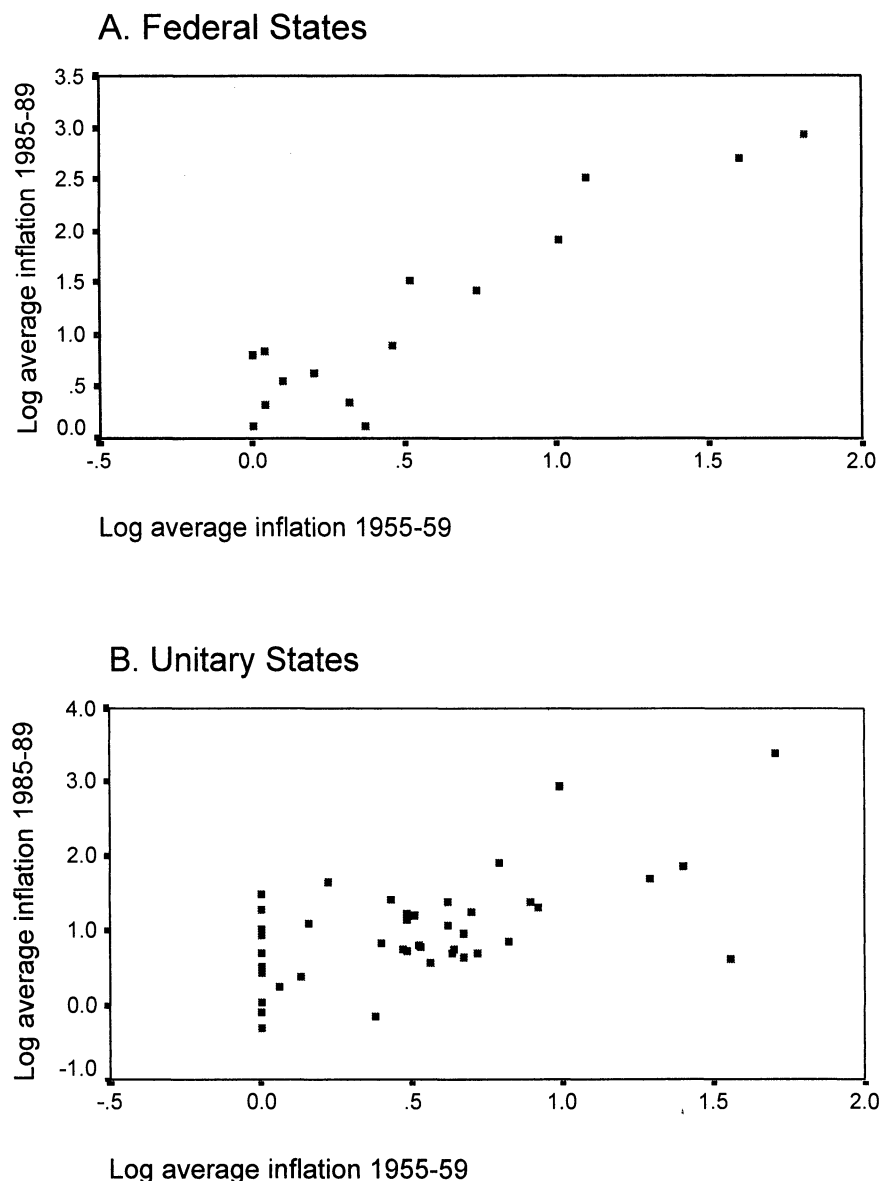 A. Federal States
Log average inflation 1985-89
3.5
3.0
2.5
2.0
1.5
1.0
.5
0.0
-.5 0.0 .5 1.0 1.5 2.0
Log average inflation 1955-59
B. Unitary States
Log average inflation 1985-89
4.0
3.0
2.0
1.0
0.0
-1.0
-.5 0.0 .5 1.0 1.5 2.0
Log average inflation 1955-59